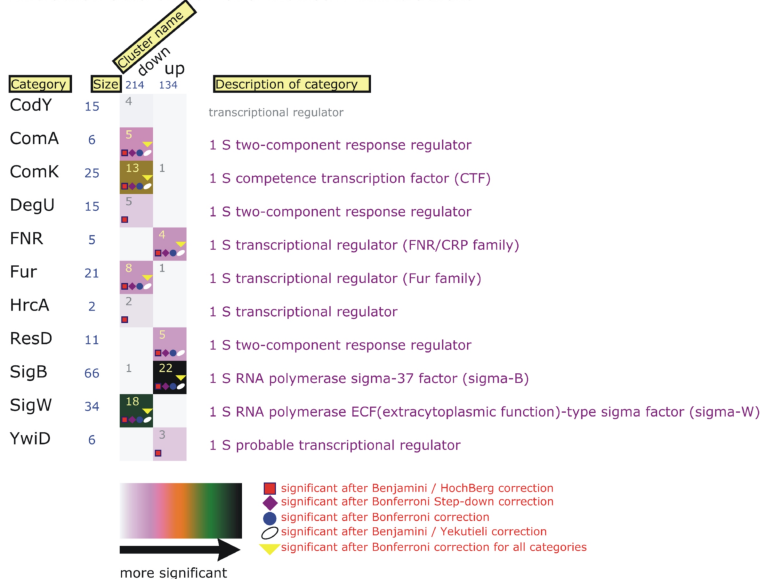 Cluster name
down
up
Category Size 214 134 Description of category
CodY 15 4 transcriptional regulator
ComA 6 5 1 S two-component response regulator
ComK 25 13 1 1 S competence transcription factor (CTF)
DegU 15 5 1 S two-component response regulator
FNR 5 4 1 S transcriptional regulator (FNR/CRP family)
Fur 21 8 1 1 S transcriptional regulator (Fur family)
HrcA 2 2 1 S transcriptional regulator
ResD 11 5 1 S two-component response regulator
SigB 66 1 22 1 S RNA polymerase sigma-37 factor (sigma-B)
SigW 34 18 1 S RNA polymerase ECF(extracytoplasmic function)-type sigma factor (sigma-W)
YwiD 6 3 1 S probable transcriptional regulator
significant after Benjamini / HochBerg correction
significant after Bonferroni Step-down correction
significant after Bonferroni correction
significant after Benjamini / Yekutieli correction
significant after Bonferroni correction for all categories
more significant